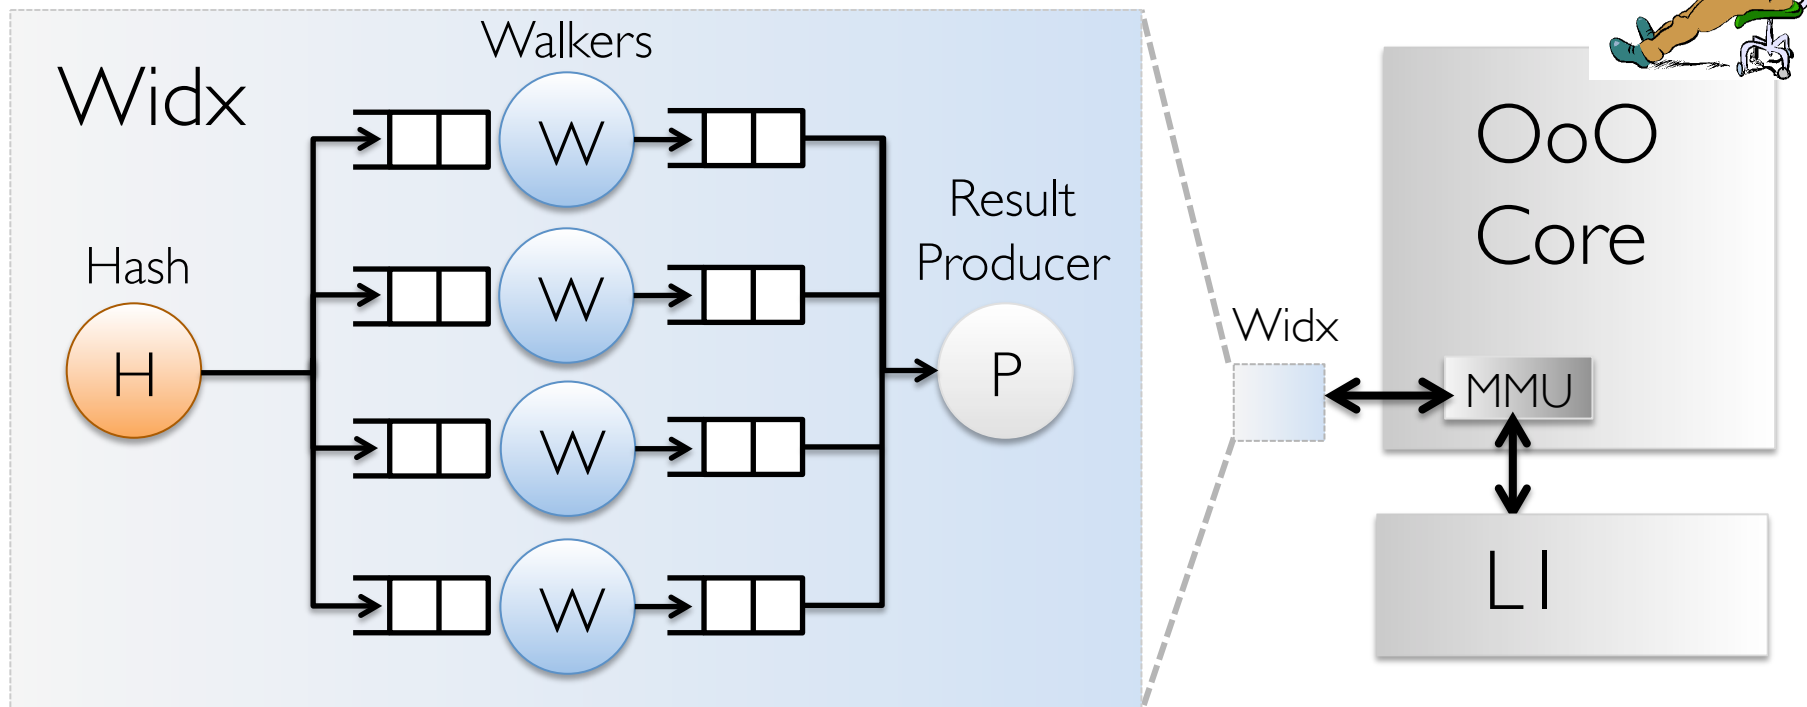 Widx
Walkers
W
W
W
W
Hash
H
Result
Producer
P
Widx
OoO
Core
MMU
L1